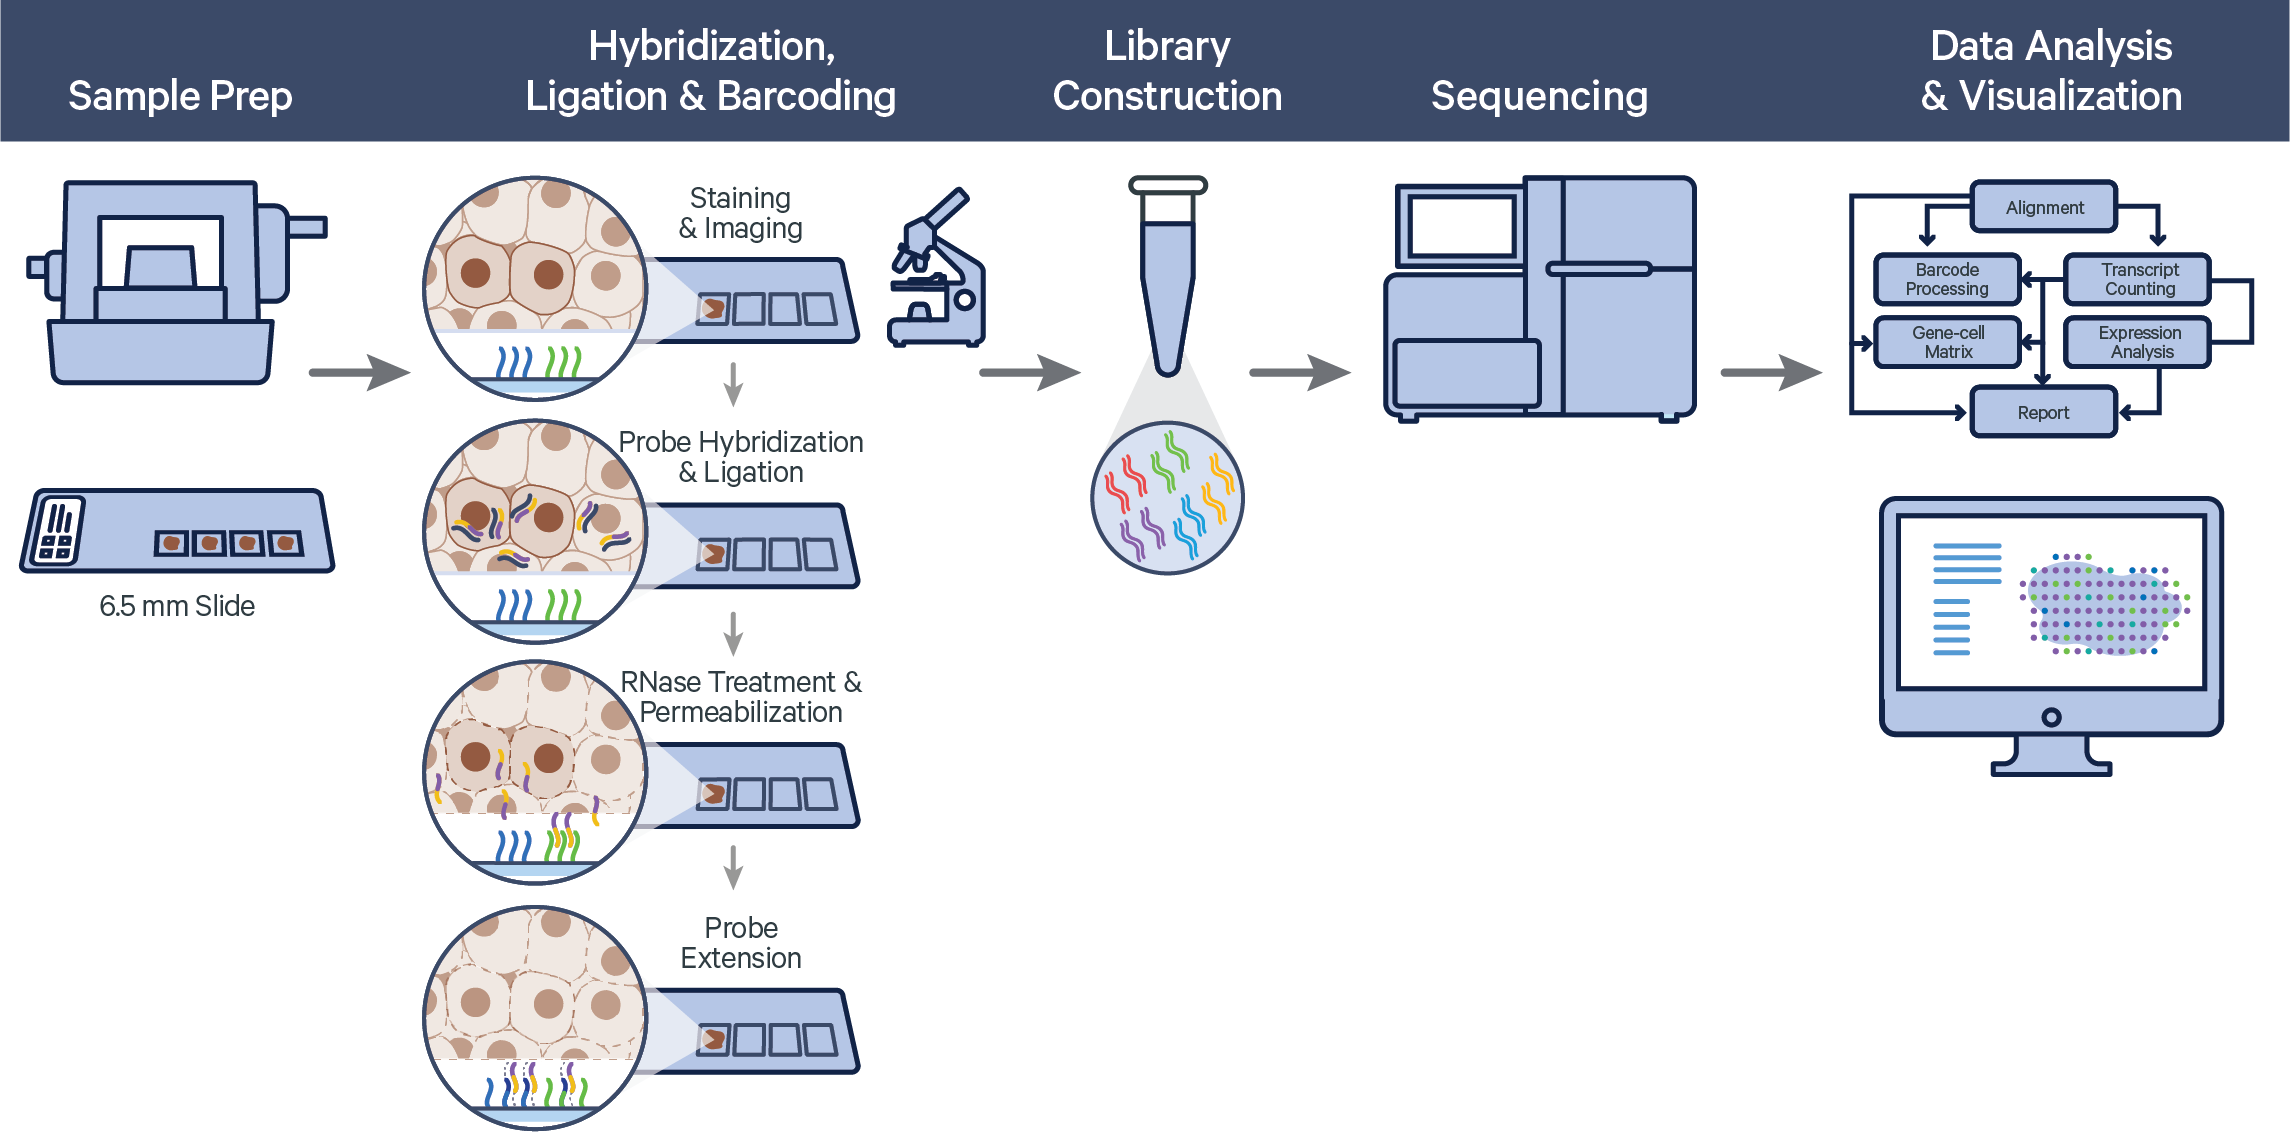 Sample Prep
Hybridization,
Ligation & Barcoding
Library
Construction
Sequencing
Data Analysis
& Visualization
6.5 mm Slide
Staining
& Imaging
Probe Hybridization
& Ligation
RNase Treatment &
Permeabilization
Probe
Extension
Alignment
Barcode
Processing
Transcript
Counting
Gene-cell
Matrix
Expression
Analysis
Report